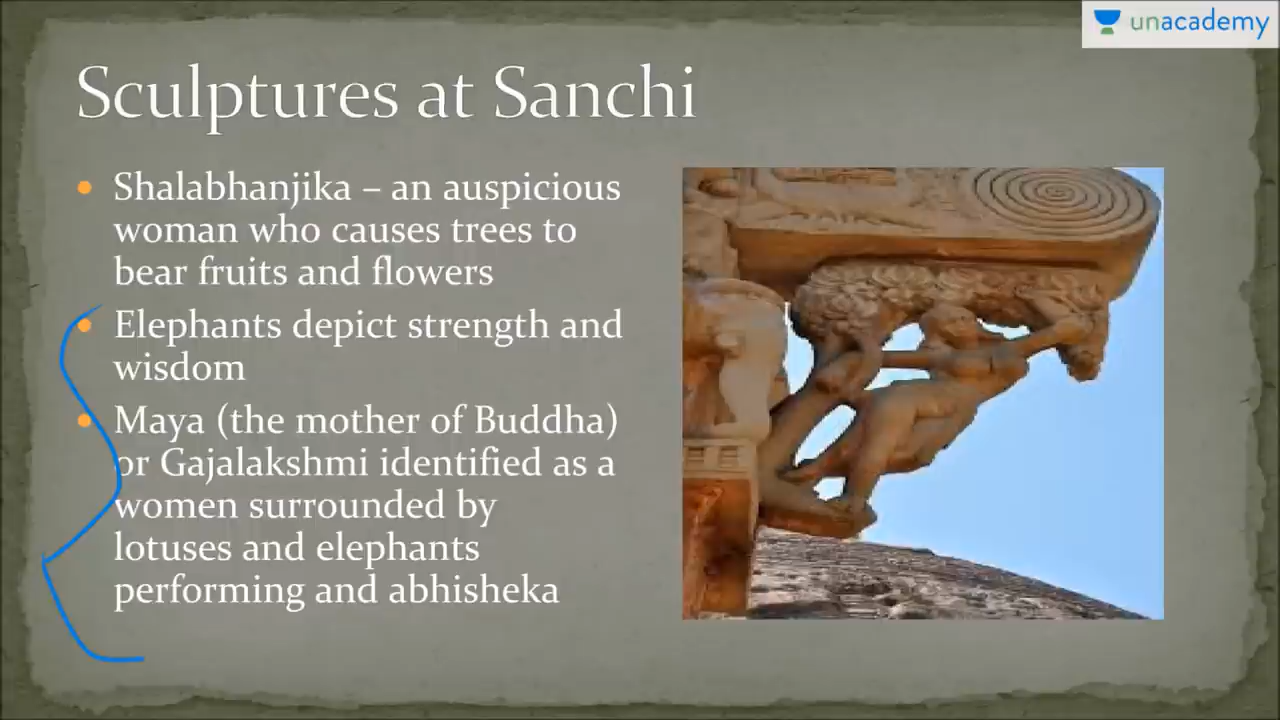 unacademy
Sculptures at Sanchi
Shalabhanjika – an auspicious
woman who causes trees to
bear fruits and flowers
Elephants depict strength and
wisdom
Maya (the mother of Buddha)
or Gajalakshmi identified as a
women surrounded by
lotuses and elephants
performing and abhisheka